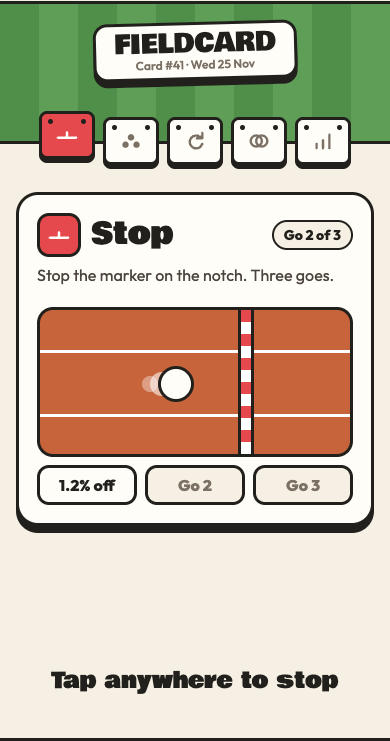 FIELDCARD
Card #41 · Wed 25 Nov
Stop
Go 2 of 3
Stop the marker on the notch. Three goes.
1.2% off
Go 2
Go 3
Tap anywhere to stop